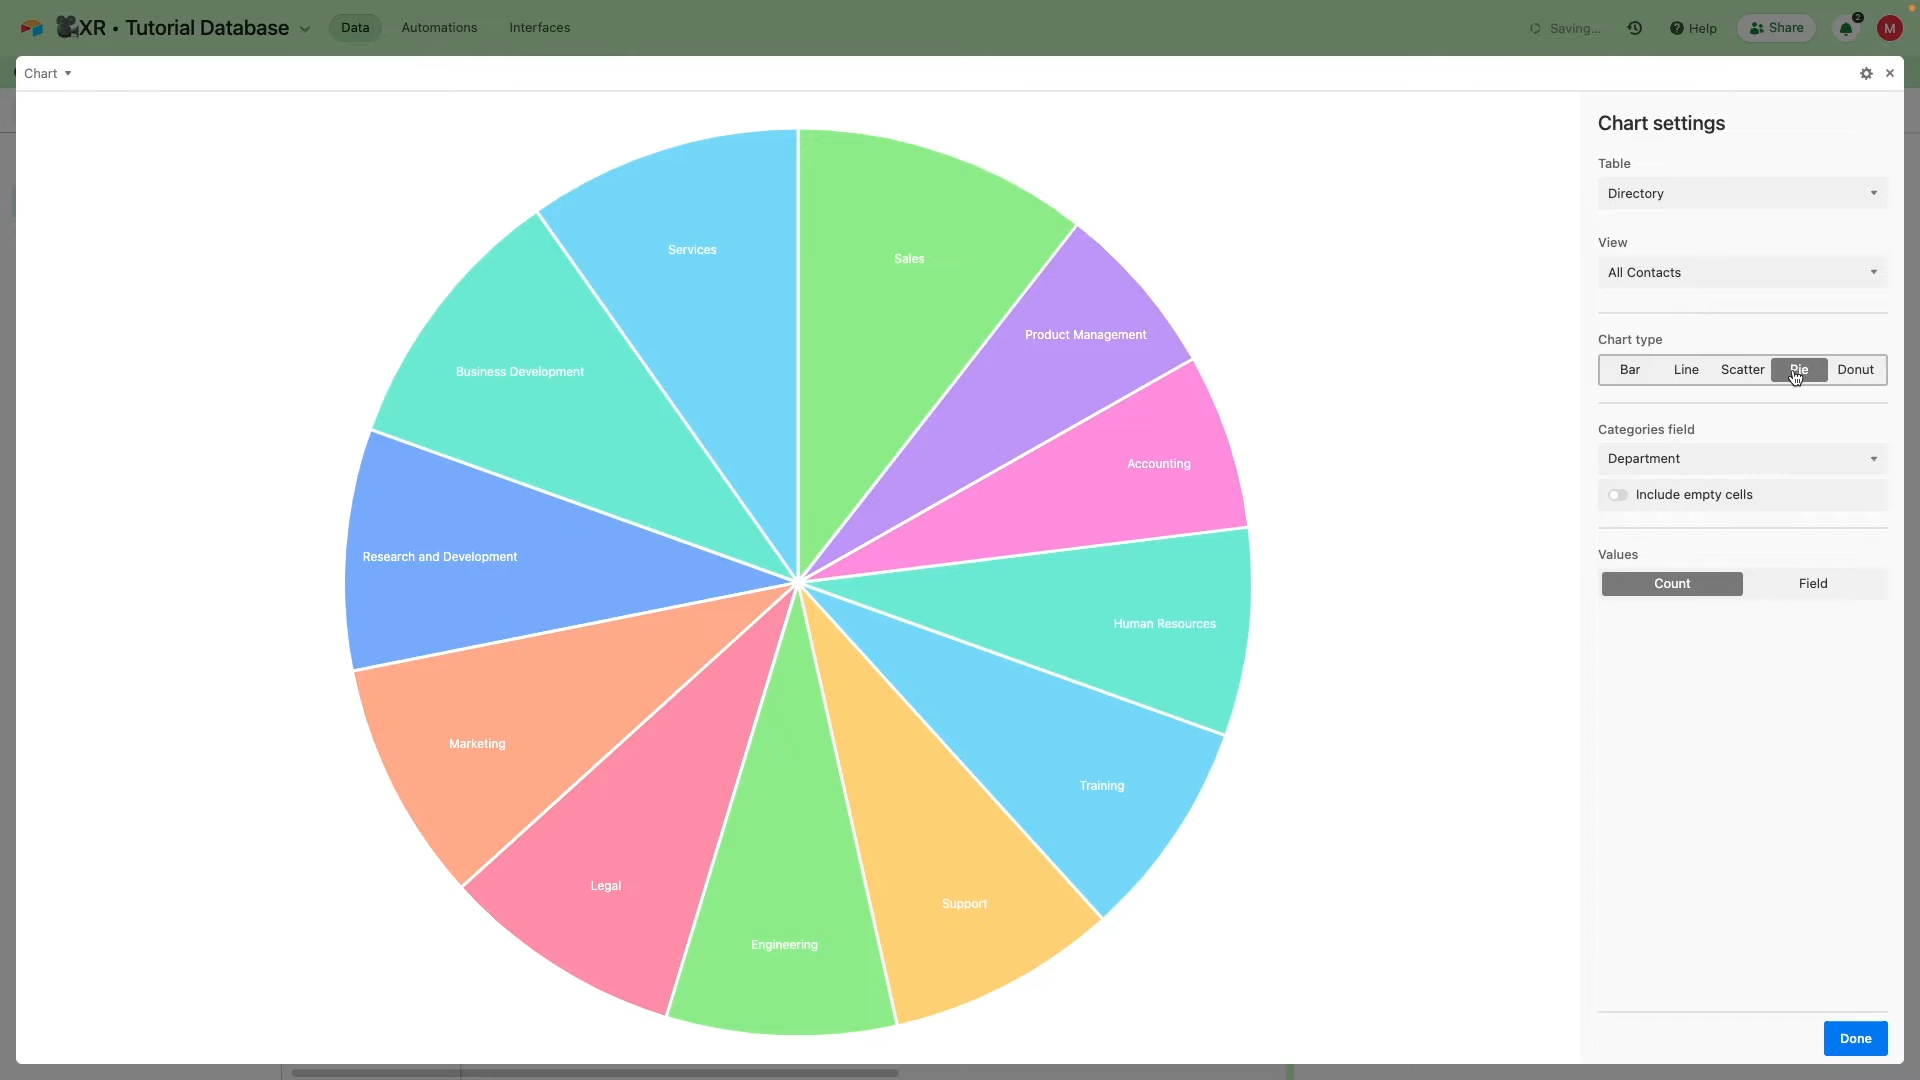 XR • Tutorial Database
Data
Automations
Interfaces
Saving...
Help
Share
2
M
Chart
Chart settings
Table
Directory
View
All Contacts
Chart type
Bar
Line
Scatter
Pie
Donut
Categories field
Department
Include empty cells
Values
Count
Field
Done
Services
Sales
Product Management
Business Development
Accounting
Research and Development
Human Resources
Marketing
Training
Legal
Support
Engineering